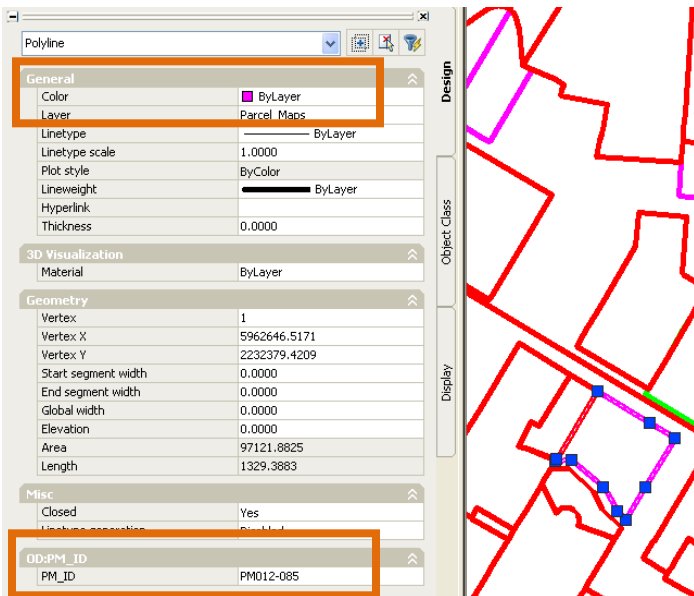 Polyline
General
Color ByLayer
Layer Parcel_Maps
Linetype ByLayer
Linetype scale 1.0000
Plot style ByColor
Lineweight ByLayer
Hyperlink
Thickness 0.0000
3D Visualization
Material ByLayer
Geometry
Vertex 1
Vertex X 5962646.5171
Vertex Y 2232379.4209
Start segment width 0.0000
End segment width 0.0000
Global width 0.0000
Elevation 0.0000
Area 97121.8825
Length 1329.3883
Misc
Closed Yes
Linetype generation Disabled
OD:PM_ID
PM_ID PM012-085
Design
Object Class
Display